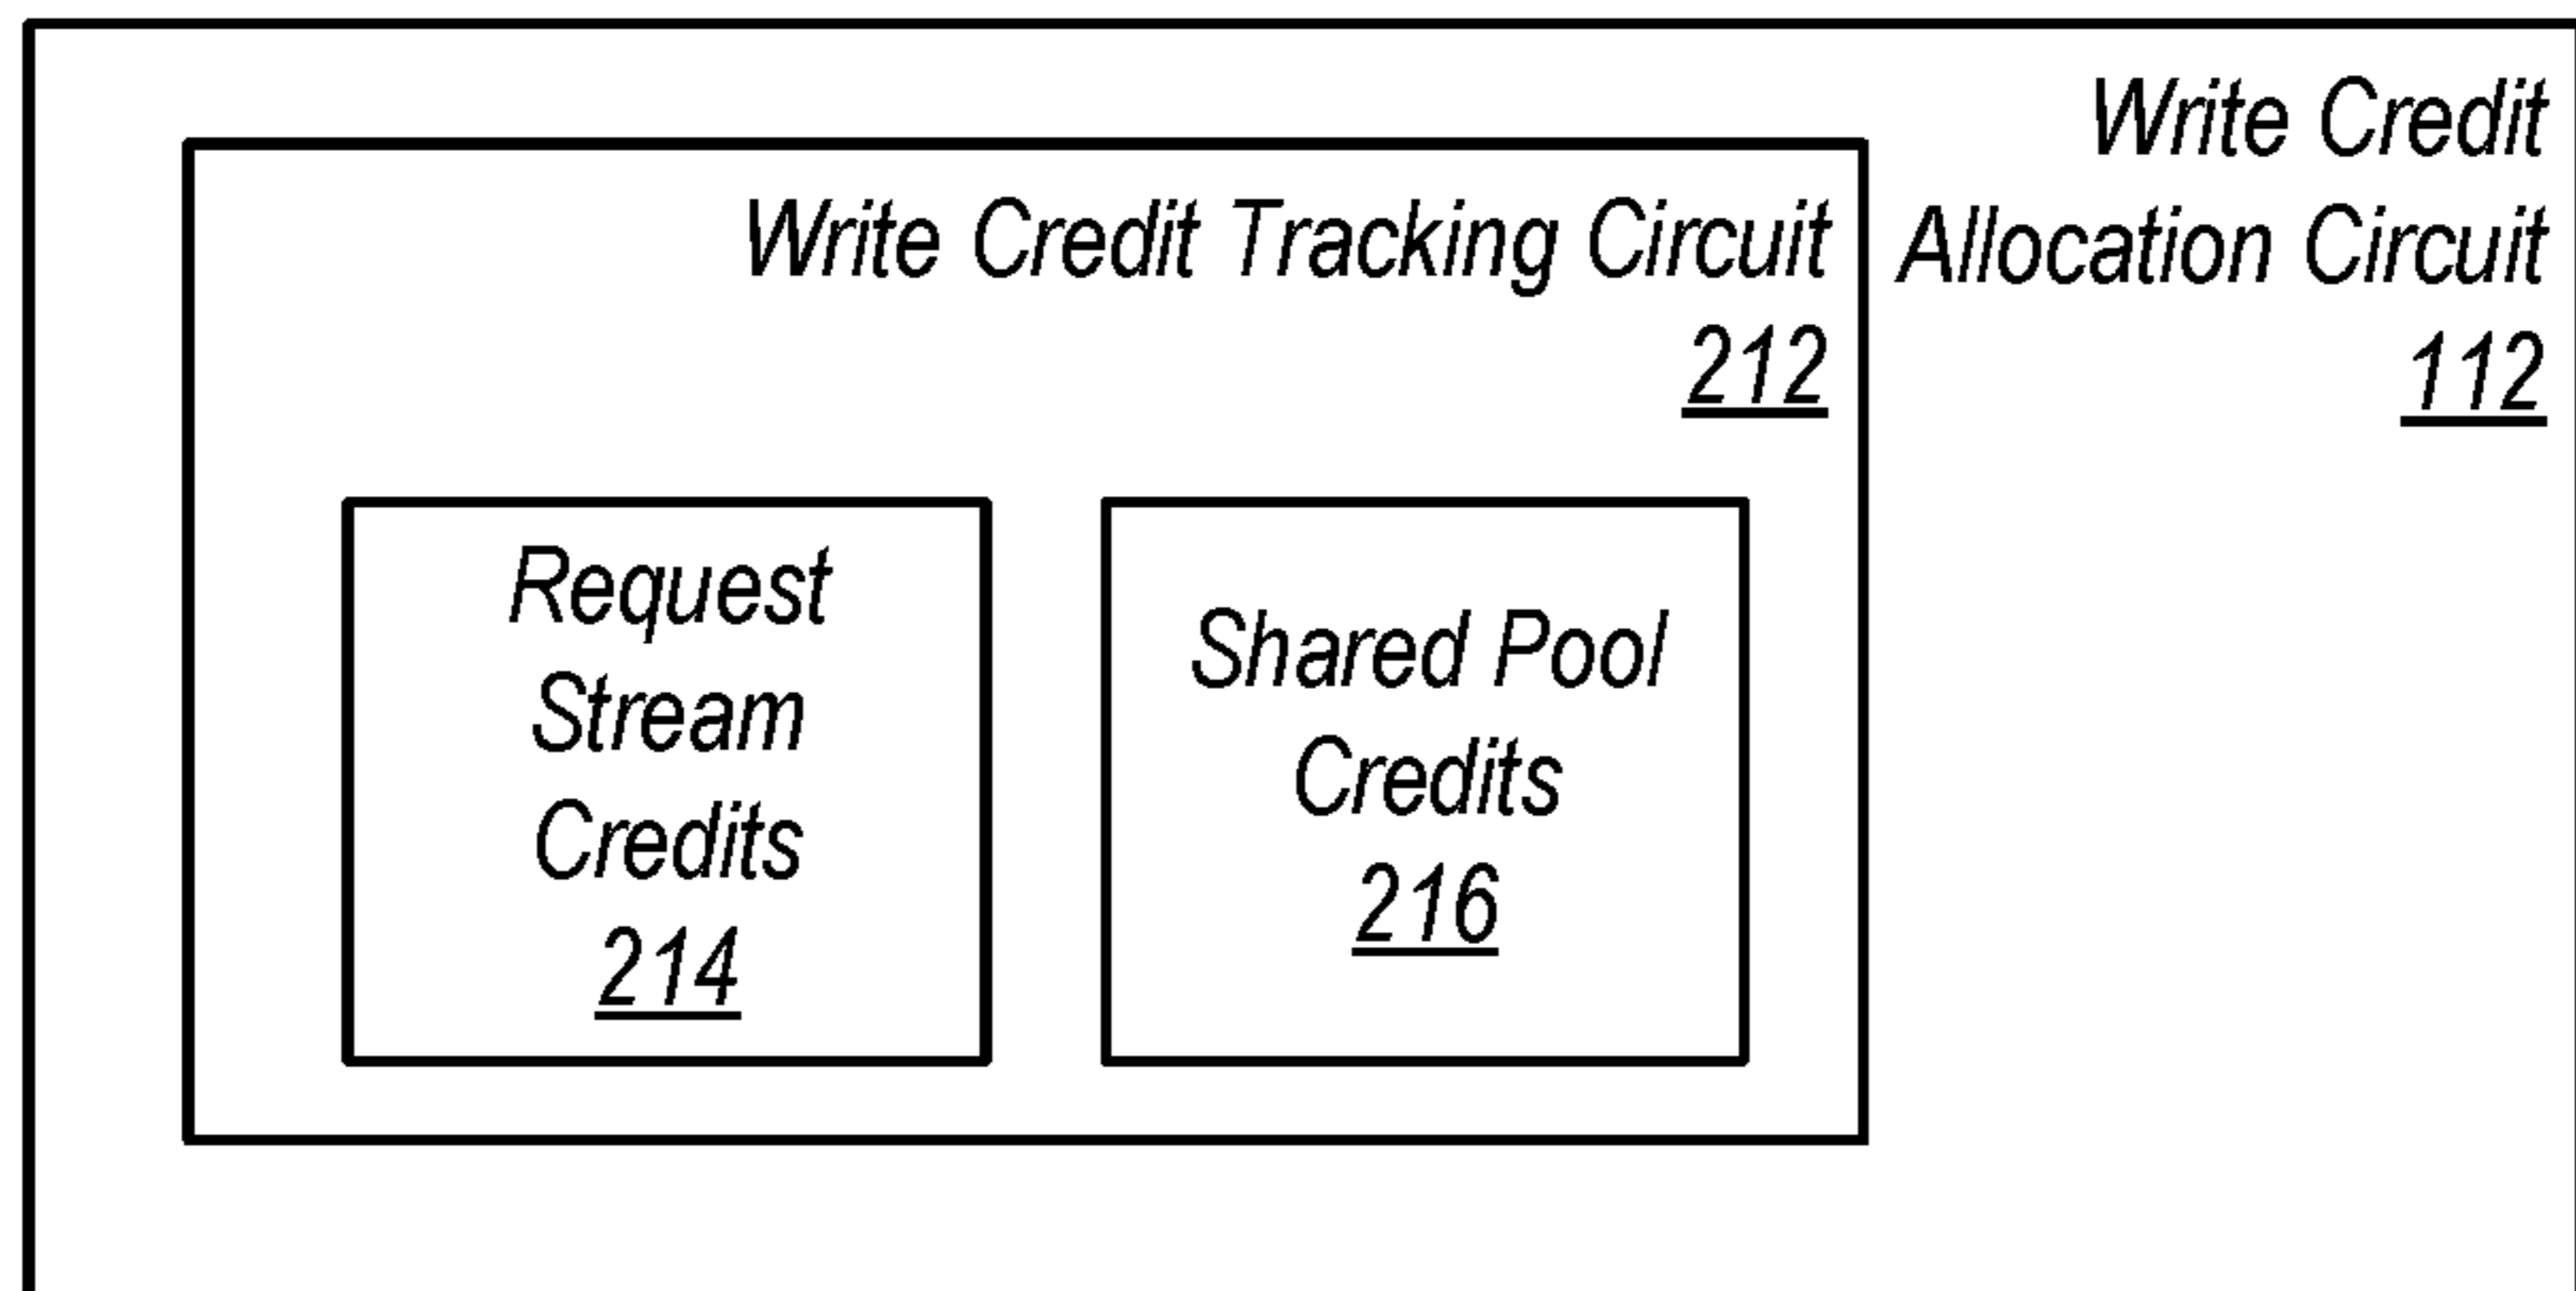 Write Credit
Allocation Circuit
112
Write Credit Tracking Circuit
212
Request
Stream
Credits
214
Shared Pool
Credits
216